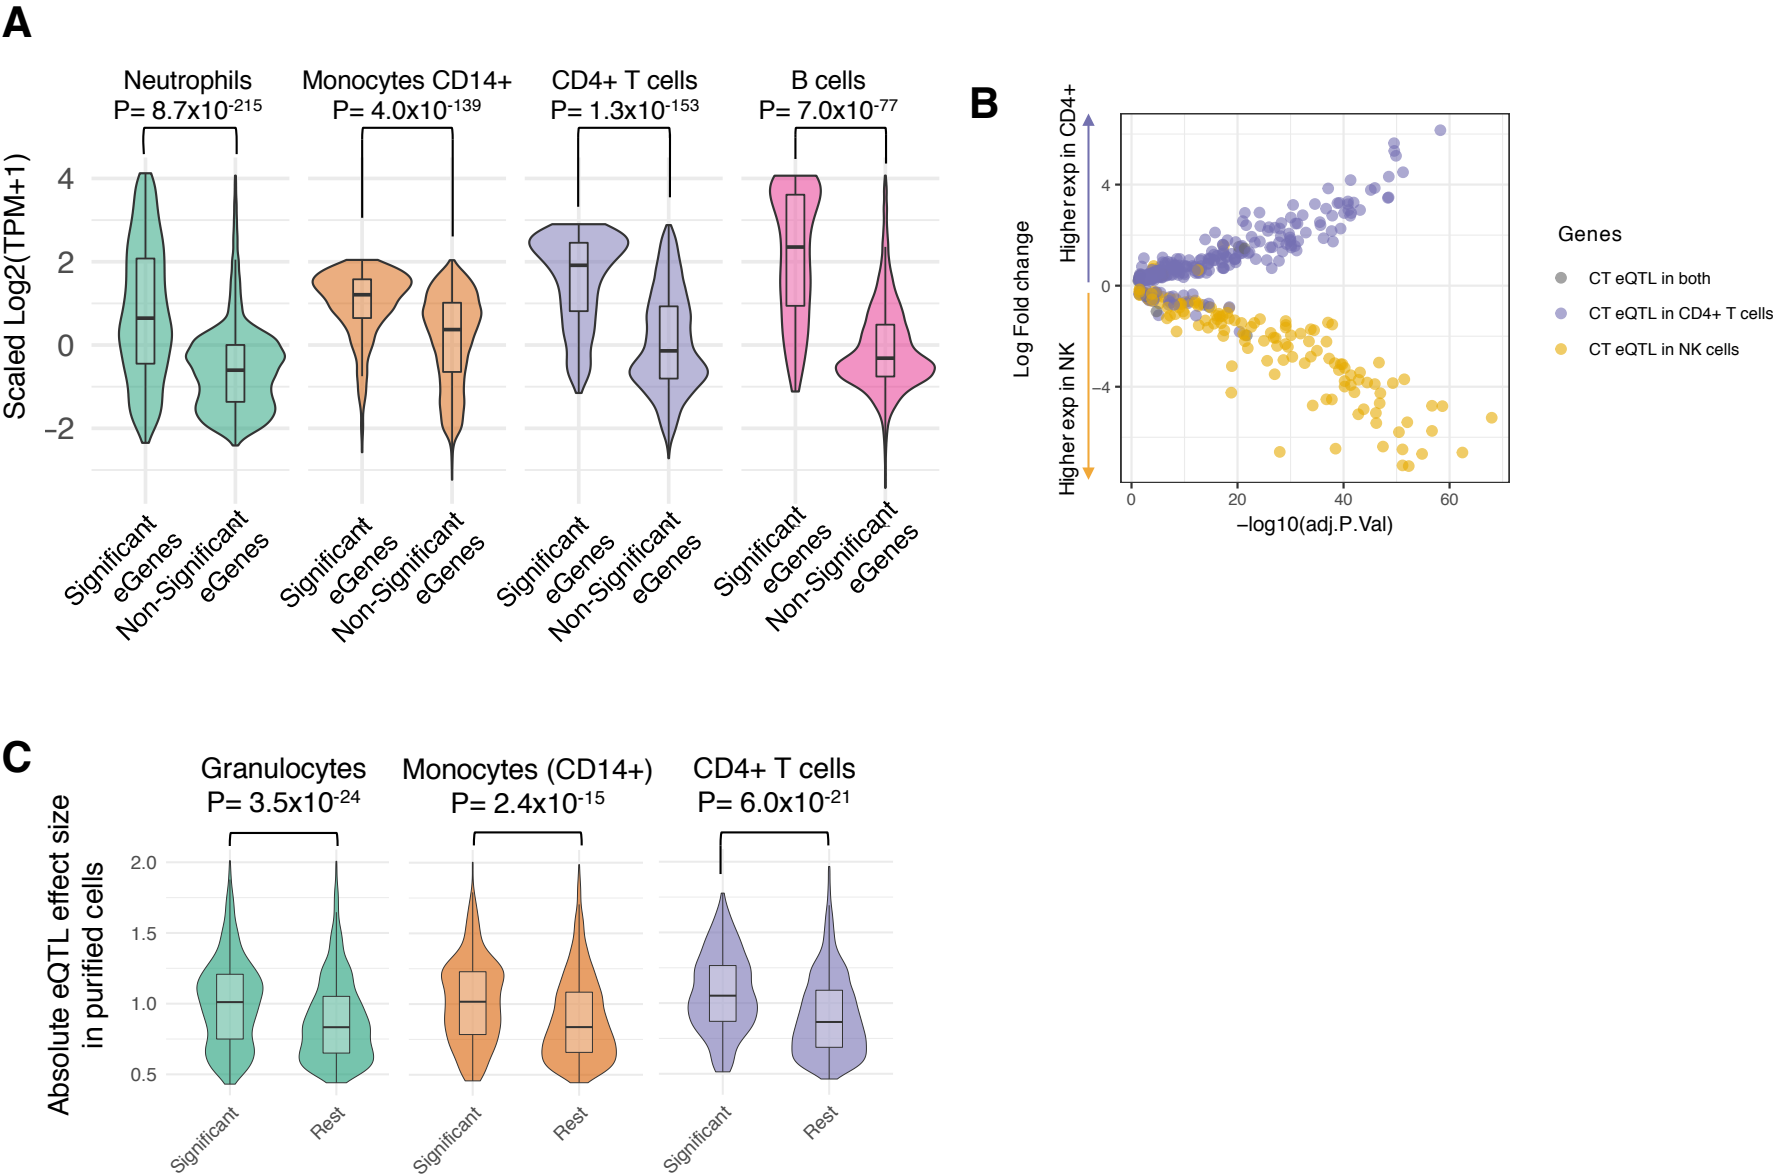 A
Neutrophils
P= 8.7x10-215
Monocytes CD14+
P= 4.0x10-139
CD4+ T cells
P= 1.3x10-153
B cells
P= 7.0x10-77
Scaled Log2(TPM+1)
4
2
0
−2
Significant
eGenes
Non-Significant
eGenes
Significant
eGenes
Non-Significant
eGenes
Significant
eGenes
Non-Significant
eGenes
Significant
eGenes
Non-Significant
eGenes
B
Higher exp in CD4+
Higher exp in NK
Log Fold change
4
0
−4
0
20
40
60
−log10(adj.P.Val)
Genes
CT eQTL in both
CT eQTL in CD4+ T cells
CT eQTL in NK cells
C
Granulocytes
P= 3.5x10-24
Monocytes (CD14+)
P= 2.4x10-15
CD4+ T cells
P= 6.0x10-21
Absolute eQTL effect size
in purified cells
2.0
1.5
1.0
0.5
Significant
Rest
Significant
Rest
Significant
Rest